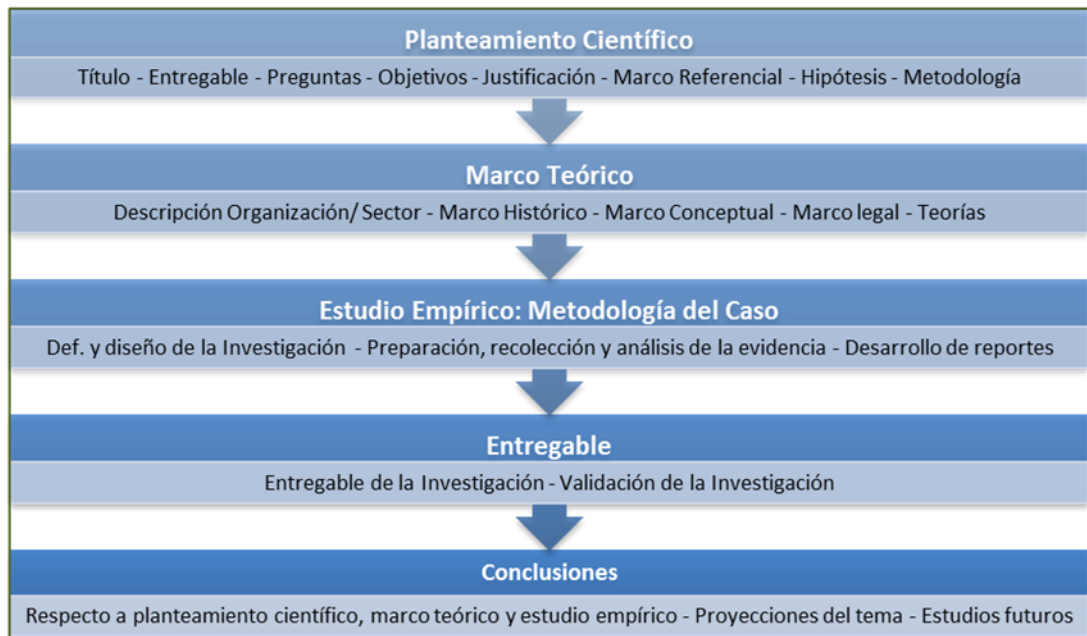 Planteamiento Científico
Título - Entregable - Preguntas - Objetivos - Justificación - Marco Referencial - Hipótesis - Metodología
Marco Teórico
Descripción Organización/ Sector - Marco Histórico - Marco Conceptual - Marco legal - Teorías
Estudio Empírico: Metodología del Caso
Def. y diseño de la Investigación - Preparación, recolección y análisis de la evidencia - Desarrollo de reportes
Entregable
Entregable de la Investigación - Validación de la Investigación
Conclusiones
Respecto a planteamiento científico, marco teórico y estudio empírico - Proyecciones del tema - Estudios futuros